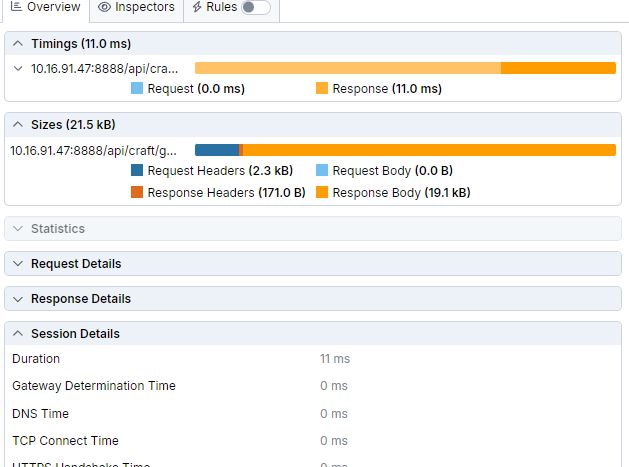 Overview Inspectors Rules
Timings (11.0 ms)
10.16.91.47:8888/api/cra...
Request (0.0 ms) Response (11.0 ms)
Sizes (21.5 kB)
10.16.91.47:8888/api/craft/g...
Request Headers (2.3 kB) Request Body (0.0 B)
Response Headers (171.0 B) Response Body (19.1 kB)
Statistics
Request Details
Response Details
Session Details
Duration 11 ms
Gateway Determination Time 0 ms
DNS Time 0 ms
TCP Connect Time 0 ms
HTTPS Handshake Time